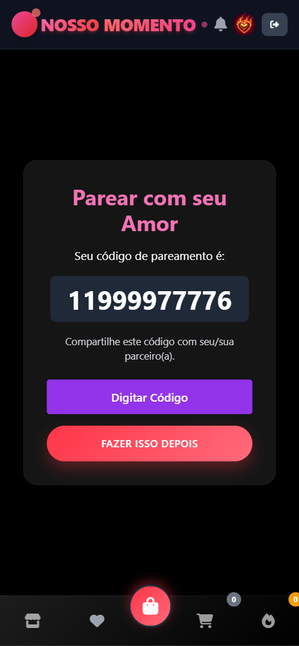 NOSSO MOMENTO
Parear com seu
Amor
Seu código de pareamento é:
11999977776
Compartilhe este código com seu/sua
parceiro(a).
Digitar Código
FAZER ISSO DEPOIS
0
0